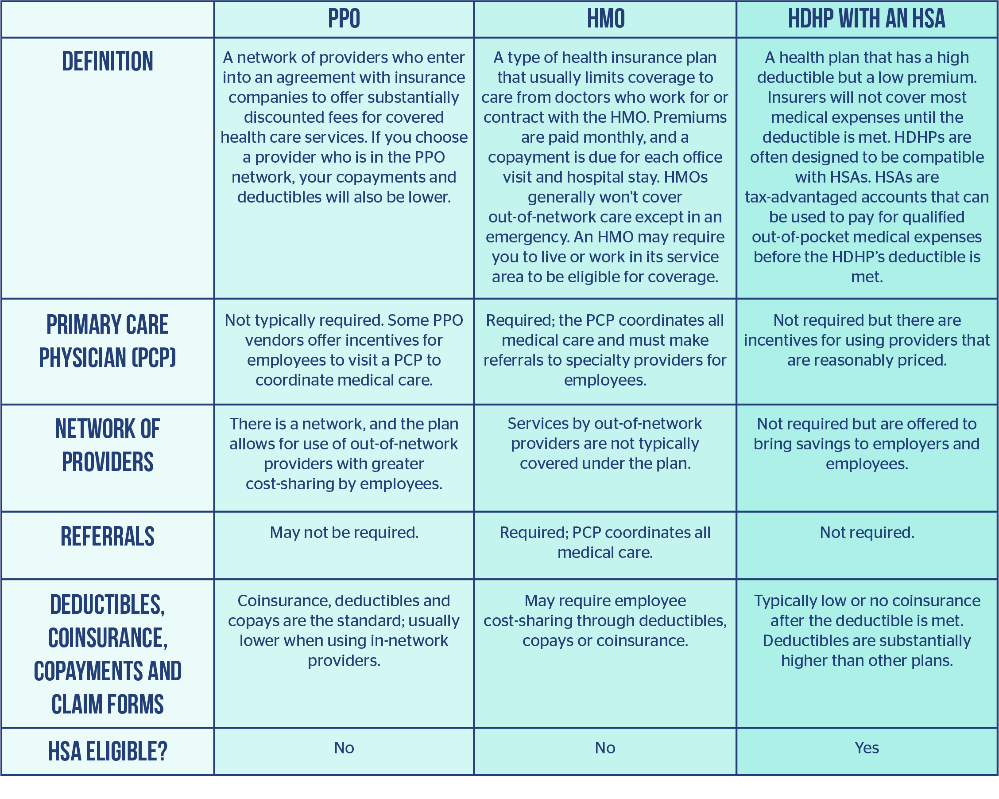 PPO
HMO
HDHP WITH AN HSA
DEFINITION
A network of providers who enter
into an agreement with insurance
companies to offer substantially
discounted fees for covered
health care services. If you choose
a provider who is in the PPO
network, your copayments and
deductibles will also be lower.
A type of health insurance plan
that usually limits coverage to
care from doctors who work for or
contract with the HMO. Premiums
are paid monthly, and a
copayment is due for each office
visit and hospital stay. HMOs
generally won't cover
out-of-network care except in an
emergency. An HMO may require
you to live or work in its service
area to be eligible for coverage.
A health plan that has a high
deductible but a low premium.
Insurers will not cover most
medical expenses until the
deductible is met. HDHPs are
often designed to be compatible
with HSAs. HSAs are
tax-advantaged accounts that can
be used to pay for qualified
out-of-pocket medical expenses
before the HDHP’s deductible is
met.
PRIMARY CARE
PHYSICIAN (PCP)
Not typically required. Some PPO
vendors offer incentives for
employees to visit a PCP to
coordinate medical care.
Required; the PCP coordinates all
medical care and must make
referrals to specialty providers for
employees.
Not required but there are
incentives for using providers that
are reasonably priced.
NETWORK OF
PROVIDERS
There is a network, and the plan
allows for use of out-of-network
providers with greater
cost-sharing by employees.
Services by out-of-network
providers are not typically
covered under the plan.
Not required but are offered to
bring savings to employers and
employees.
REFERRALS
May not be required.
Required; PCP coordinates all
medical care.
Not required.
DEDUCTIBLES,
COINSURANCE,
COPAYMENTS AND
CLAIM FORMS
Coinsurance, deductibles and
copays are the standard; usually
lower when using in-network
providers.
May require employee
cost-sharing through deductibles,
copays or coinsurance.
Typically low or no coinsurance
after the deductible is met.
Deductibles are substantially
higher than other plans.
HSA ELIGIBLE?
No
No
Yes